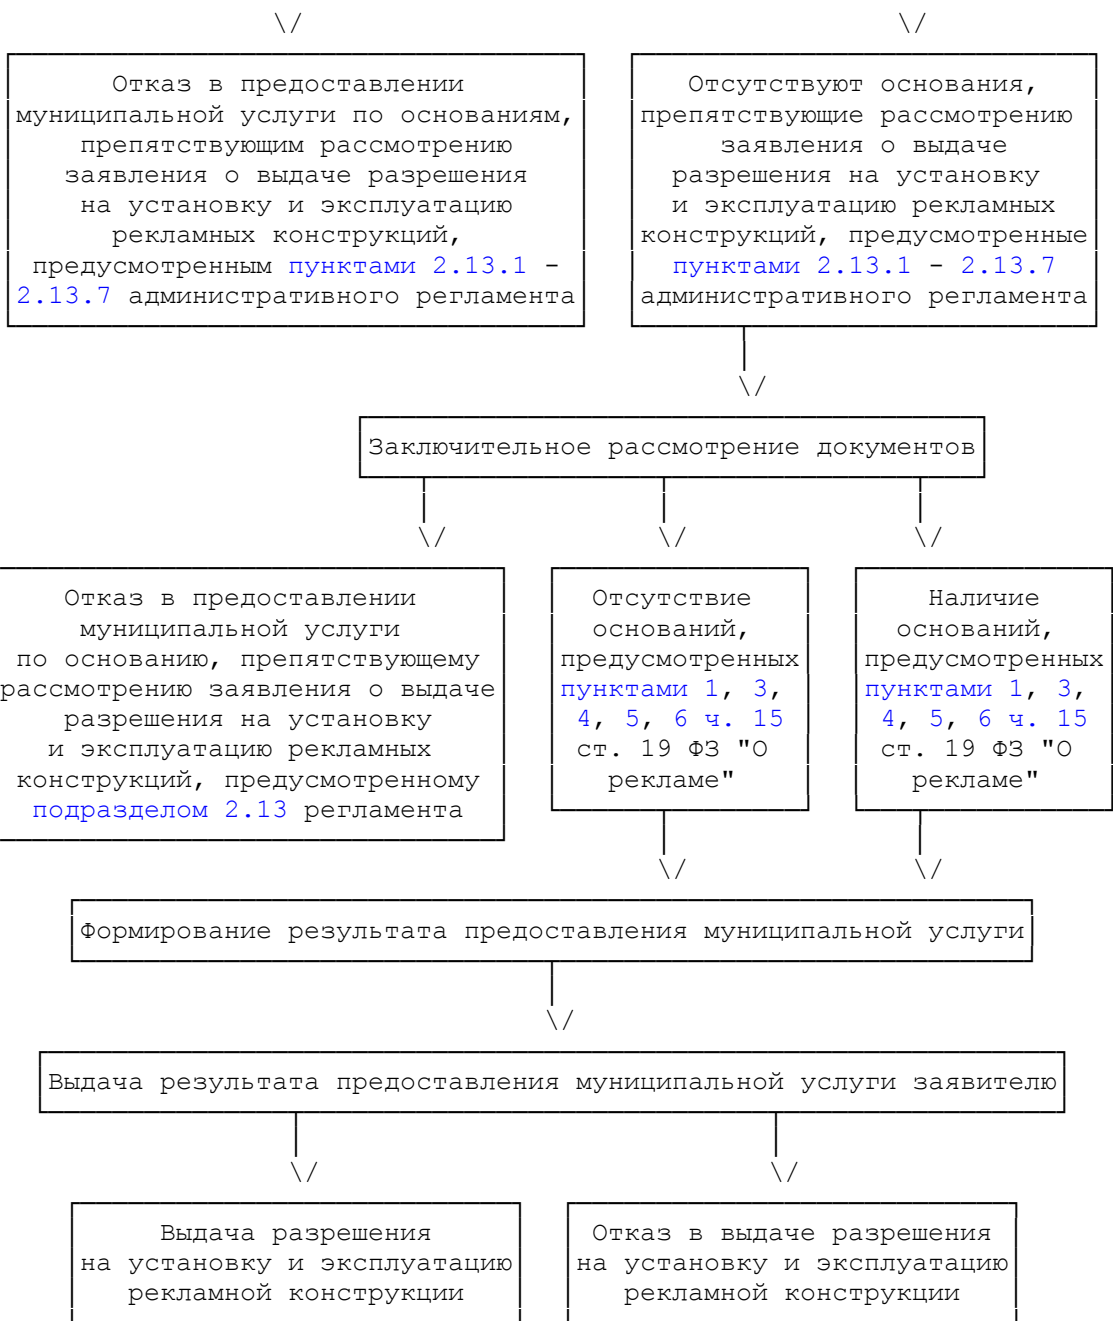 Отказ в предоставлении
муниципальной услуги по основаниям,
препятствующим рассмотрению
заявления о выдаче разрешения
на установку и эксплуатацию
рекламных конструкций,
предусмотренным пунктами 2.13.1 -
2.13.7 административного регламента
Отсутствуют основания,
препятствующие рассмотрению
заявления о выдаче
разрешения на установку
и эксплуатацию рекламных
конструкций, предусмотренные
пунктами 2.13.1 - 2.13.7
административного регламента
Заключительное рассмотрение документов
Отказ в предоставлении
муниципальной услуги
по основанию, препятствующему
рассмотрению заявления о выдаче
разрешения на установку
и эксплуатацию рекламных
конструкций, предусмотренному
подразделом 2.13 регламента
Отсутствие
оснований,
предусмотренных
пунктами 1, 3,
4, 5, 6 ч. 15
ст. 19 ФЗ "О
рекламе"
Наличие
оснований,
предусмотренных
пунктами 1, 3,
4, 5, 6 ч. 15
ст. 19 ФЗ "О
рекламе"
Формирование результата предоставления муниципальной услуги
Выдача результата предоставления муниципальной услуги заявителю
Выдача разрешения
на установку и эксплуатацию
рекламной конструкции
Отказ в выдаче разрешения
на установку и эксплуатацию
рекламной конструкции